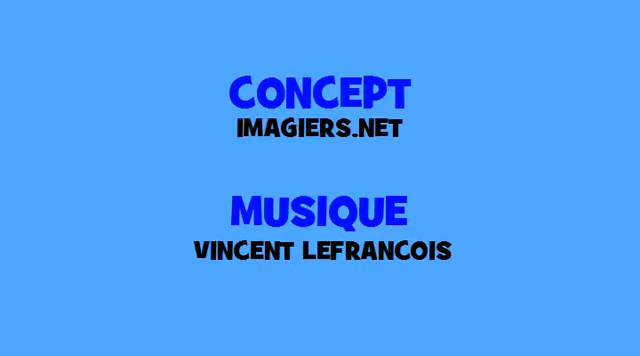 CONCEPT
IMAGIERS.NET
MUSIQUE
VINCENT LEFRANCOIS